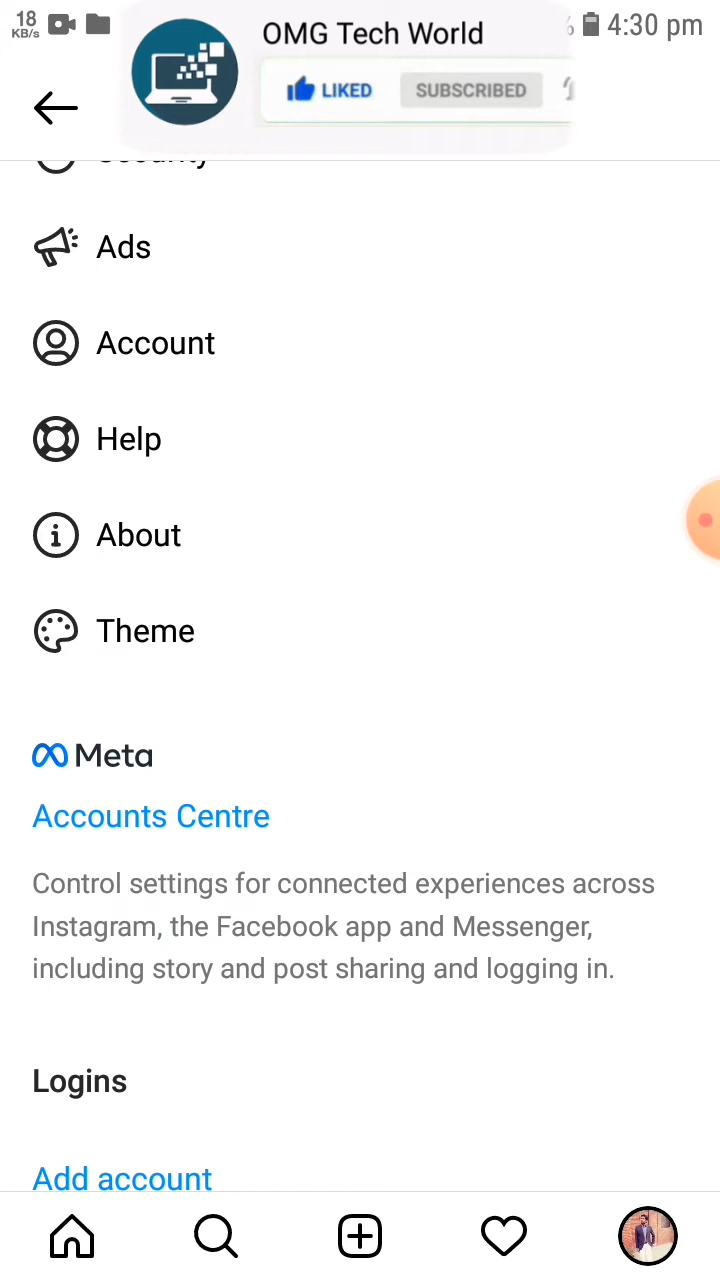 18
KB/s
4:30 pm
OMG Tech World
LIKED
SUBSCRIBED
Security
Ads
Account
Help
About
Theme
Meta
Accounts Centre
Control settings for connected experiences across
Instagram, the Facebook app and Messenger,
including story and post sharing and logging in.
Logins
Add account